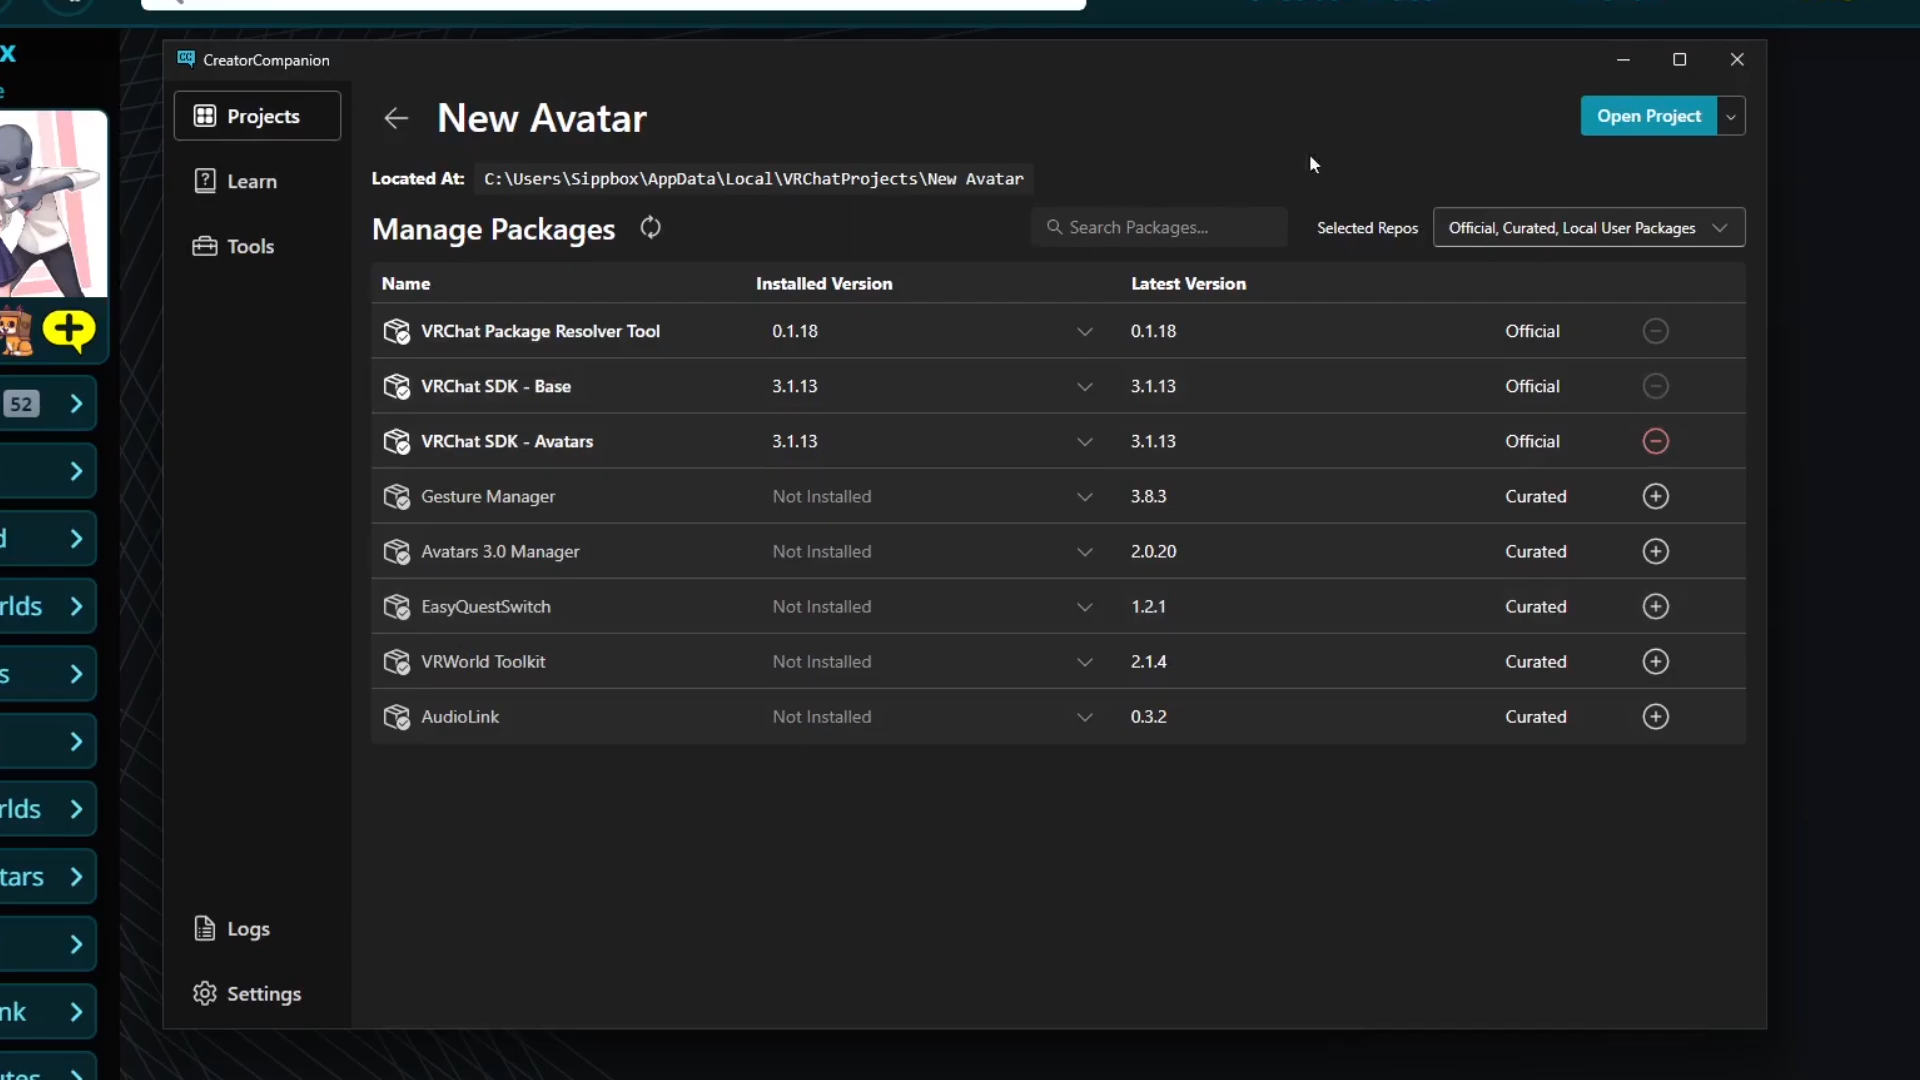 CreatorCompanion
Projects
Learn
Tools
Logs
Settings
New Avatar
Open Project
Located At: C:\Users\Sippbox\AppData\Local\VRChatProjects\New Avatar
Manage Packages
Search Packages...
Selected Repos
Official, Curated, Local User Packages
Name Installed Version Latest Version
VRChat Package Resolver Tool 0.1.18 0.1.18 Official
VRChat SDK - Base 3.1.13 3.1.13 Official
VRChat SDK - Avatars 3.1.13 3.1.13 Official
Gesture Manager Not Installed 3.8.3 Curated
Avatars 3.0 Manager Not Installed 2.0.20 Curated
EasyQuestSwitch Not Installed 1.2.1 Curated
VRWorld Toolkit Not Installed 2.1.4 Curated
AudioLink Not Installed 0.3.2 Curated
x
e
52
d
rlds
s
rlds
tars
nk